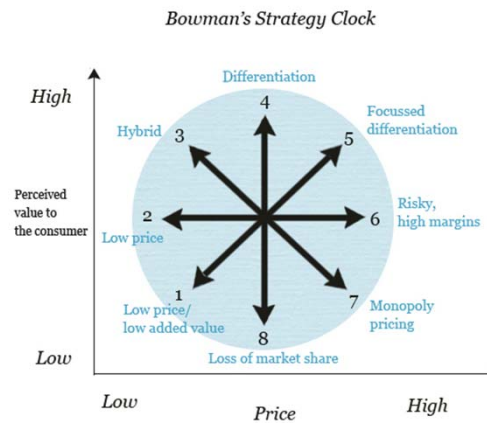 Bowman's Strategy Clock
Differentiation
High
4
Focussed
differentiation
Hybrid
3
5
Perceived
value to
the consumer
2
Low price
6
Risky,
high margins
1
Low price/
low added value
7
Monopoly
pricing
8
Loss of market share
Low
Low
Price
High